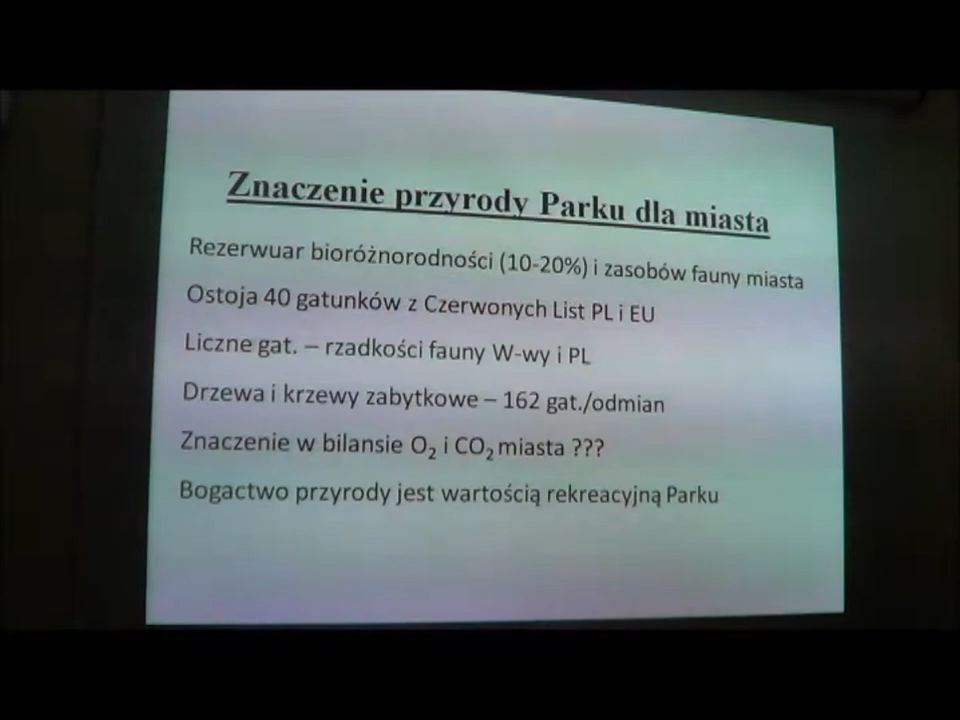 Znaczenie przyrody Parku dla miasta
Rezerwuar bioróżnorodności (10-20%) i zasobów fauny miasta
Ostoja 40 gatunków z Czerwonych List PL i EU
Liczne gat. – rzadkości fauny W-wy i PL
Drzewa i krzewy zabytkowe – 162 gat./odmian
Znaczenie w bilansie O₂ i CO₂ miasta ???
Bogactwo przyrody jest wartością rekreacyjną Parku